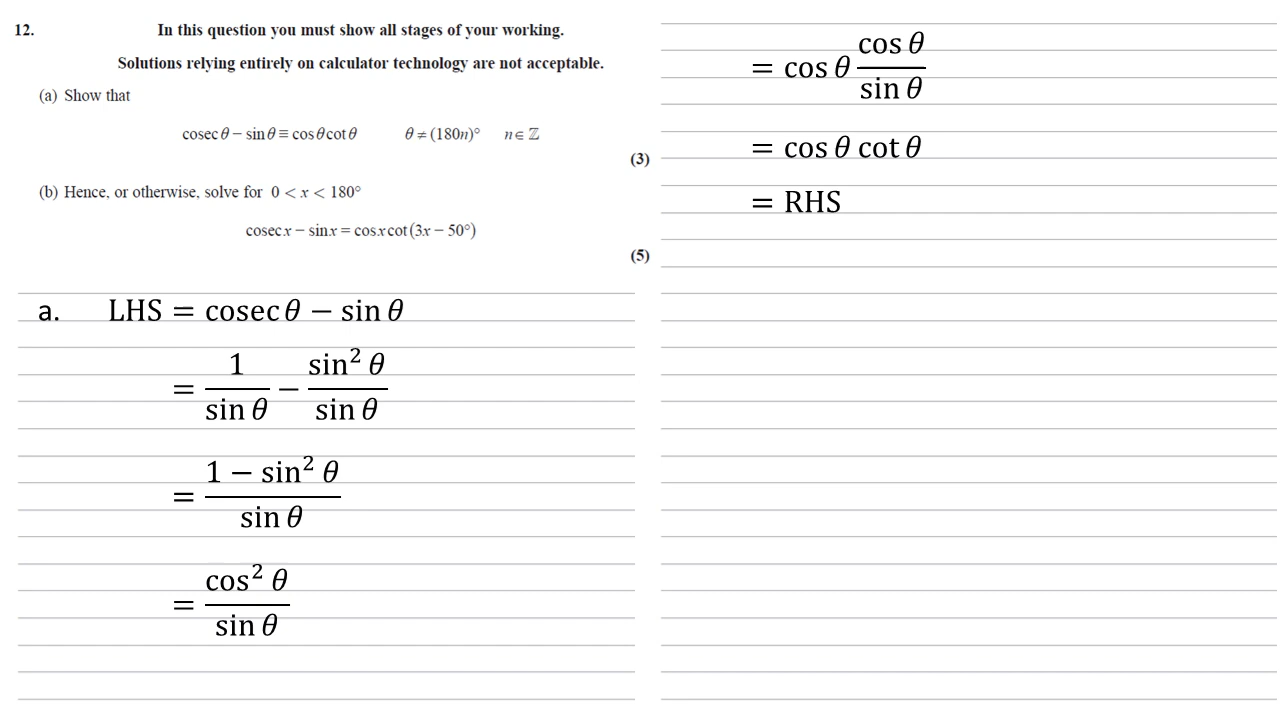 12. In this question you must show all stages of your working.
Solutions relying entirely on calculator technology are not acceptable.
(a) Show that
cosec θ − sin θ ≡ cos θ cot θ θ ≠ (180n)° n ∈ ℤ
(3)
(b) Hence, or otherwise, solve for 0 < x < 180°
cosec x − sin x = cos x cot (3x − 50°)
(5)
a. LHS = cosec θ − sin θ
= 1/sin θ − sin² θ/sin θ
= (1 − sin² θ)/sin θ
= cos² θ/sin θ
= cos θ cos θ/sin θ
= cos θ cot θ
= RHS